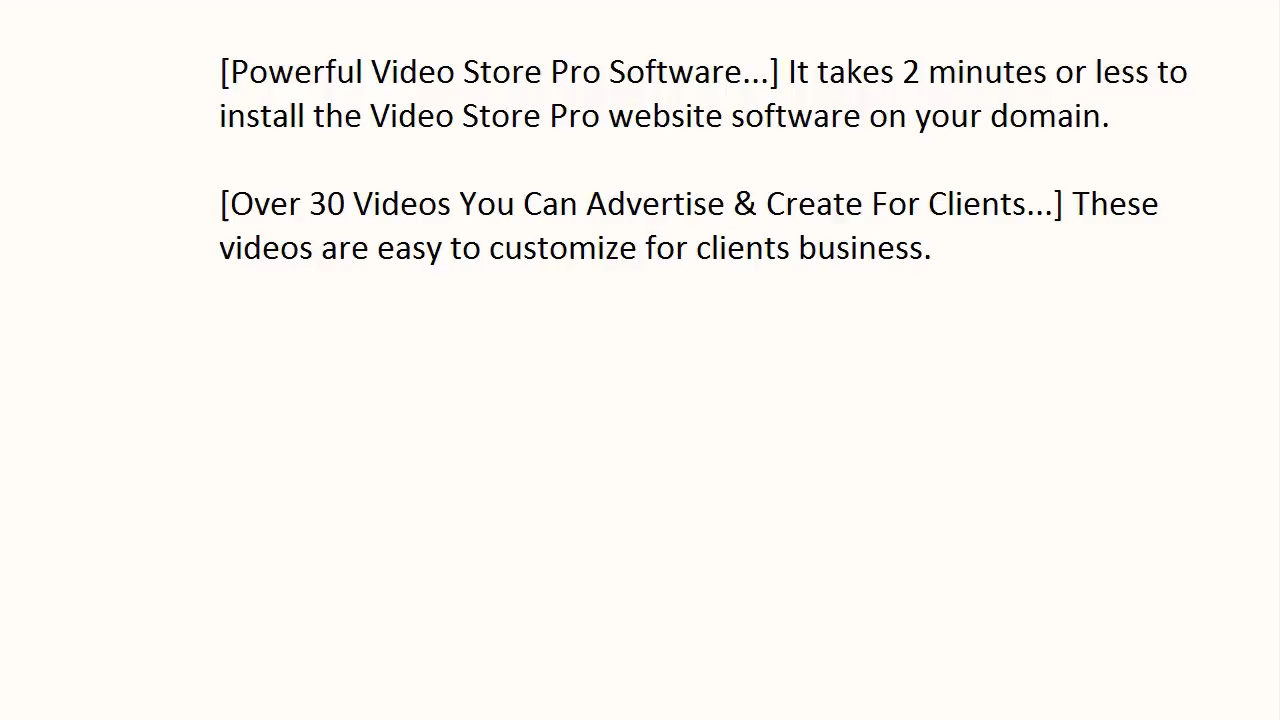 [Powerful Video Store Pro Software...] It takes 2 minutes or less to
install the Video Store Pro website software on your domain.
[Over 30 Videos You Can Advertise & Create For Clients...] These
videos are easy to customize for clients business.